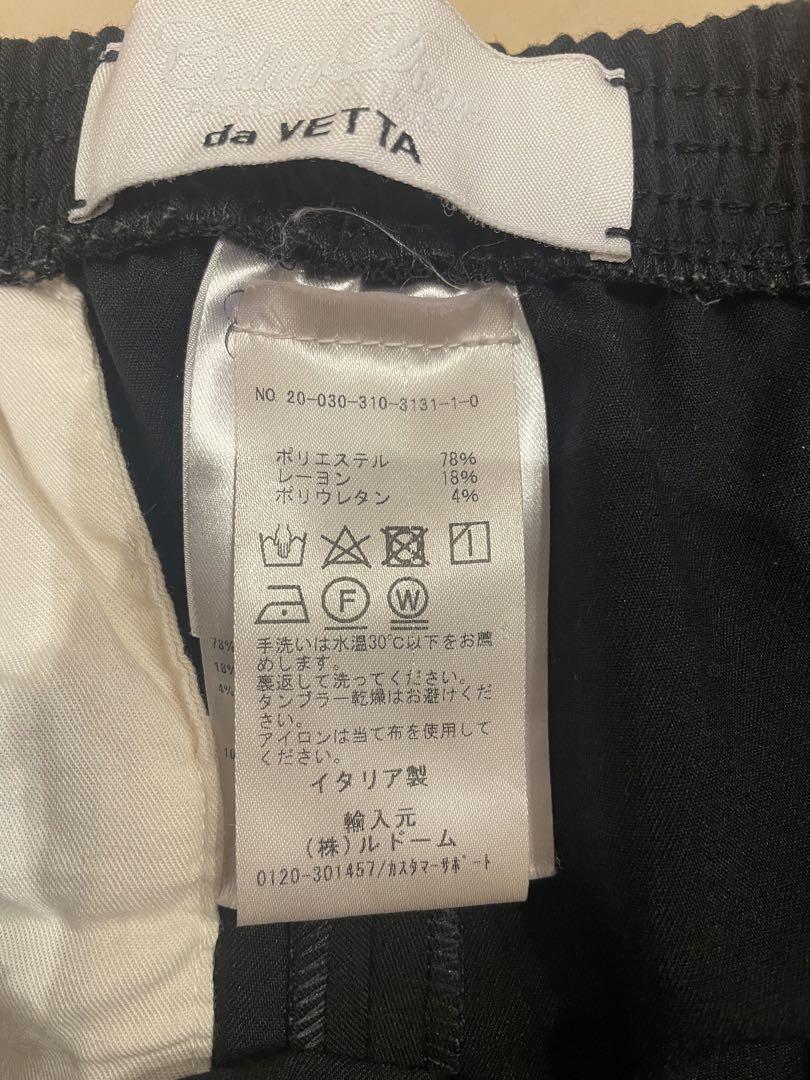 da VETTA
NO 20-030-310-3131-1-0
ポリエステル 78%
レーヨン 18%
ポリウレタン 4%
F W
手洗いは水温30℃以下をお薦
めします。
裏返して洗ってください。
タンブラー乾燥はお避けくだ
さい。
アイロンは当て布を使用して
ください。
イタリア製
輸入元
(株)ルドーム
0120-301457/カスタマーサポート
78%
18%
4%
10